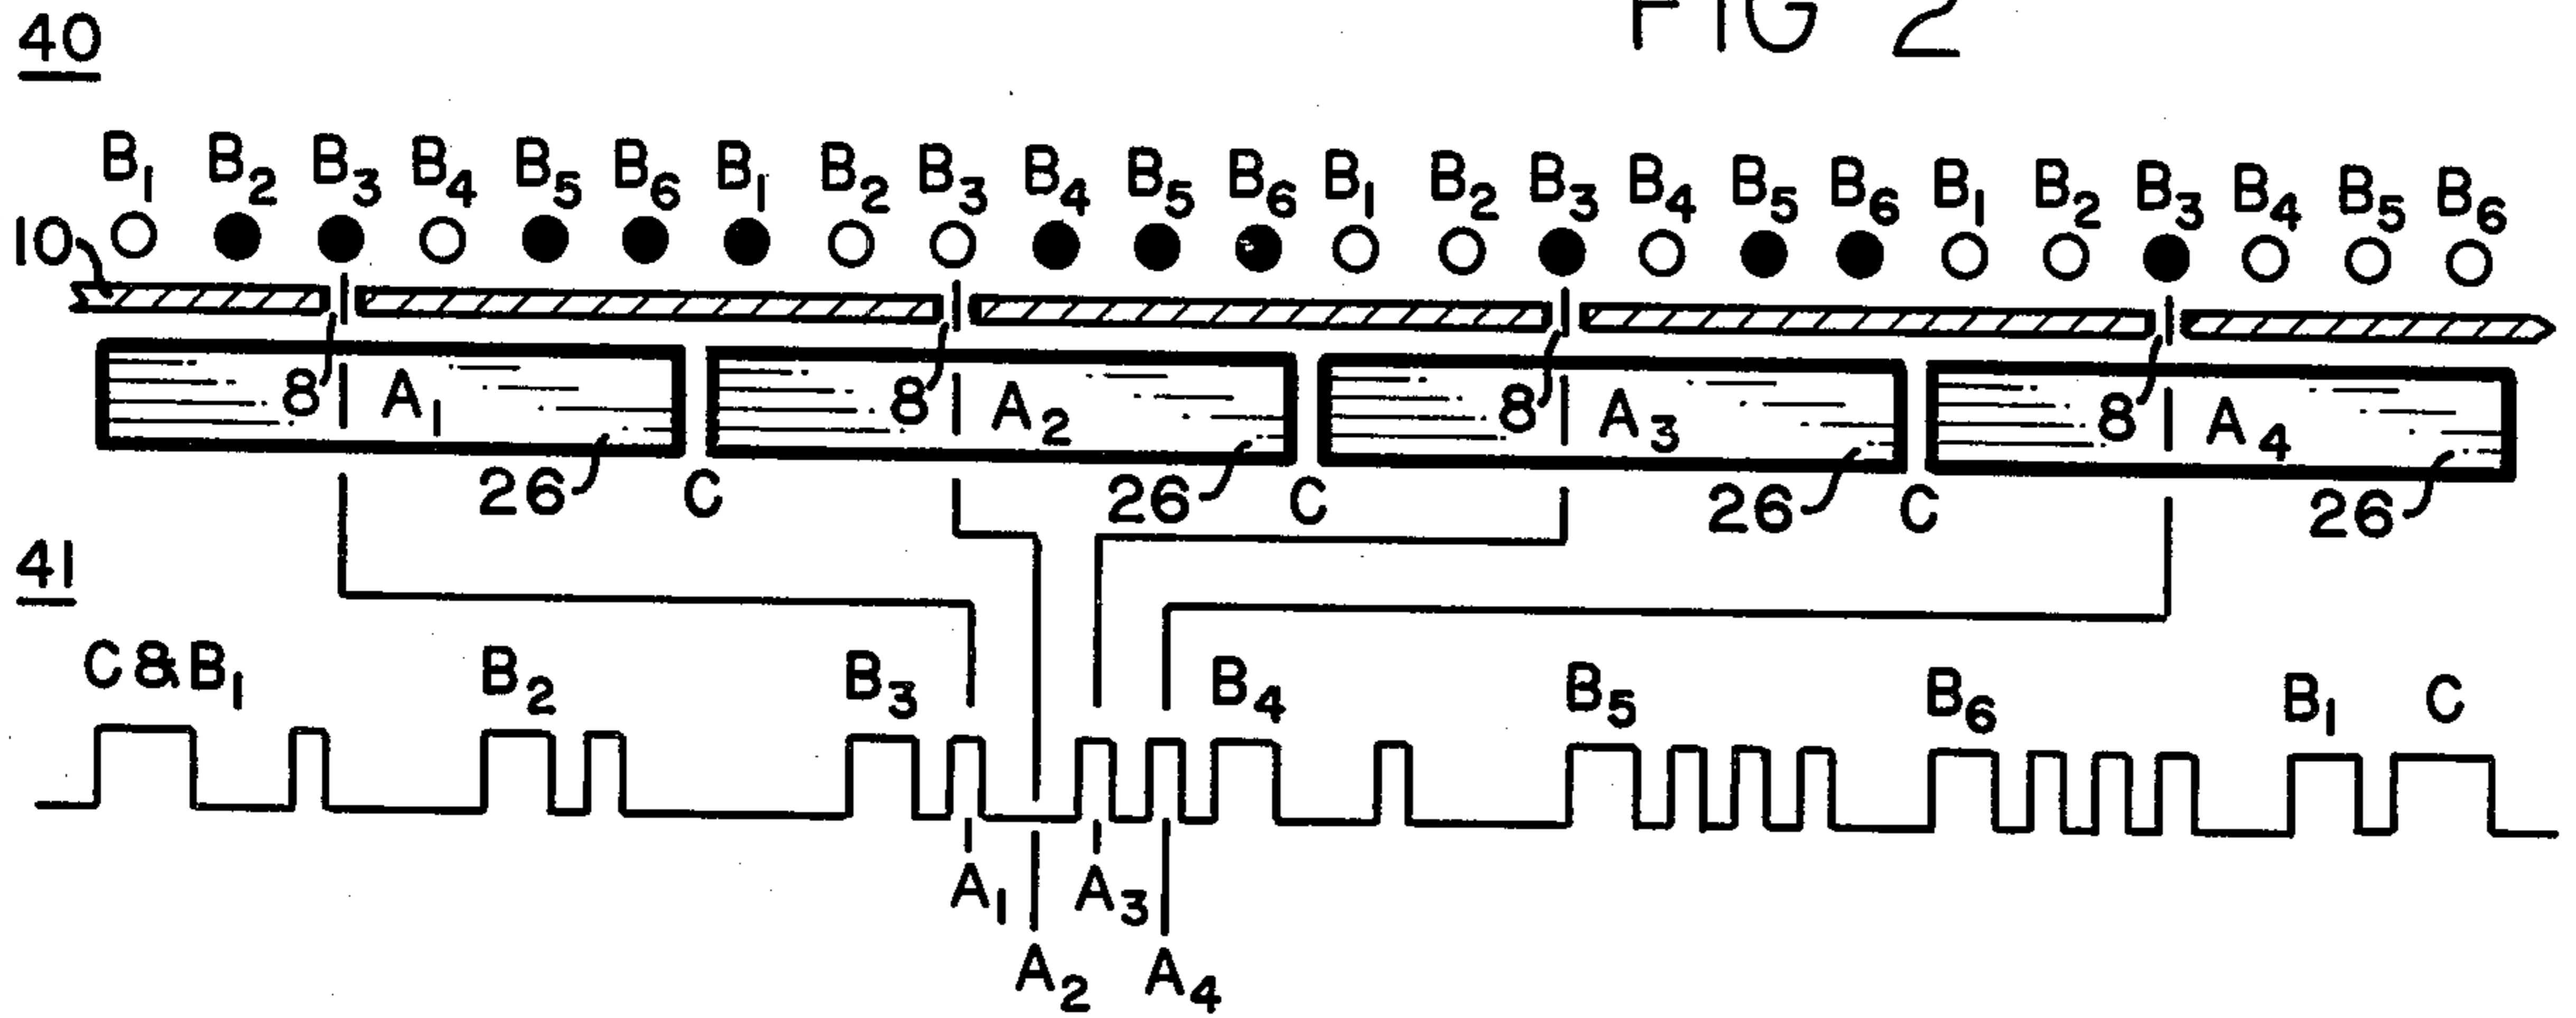 FIG 2
40
B1 B2 B3 B4 B5 B6 B1 B2 B3 B4 B5 B6 B1 B2 B3 B4 B5 B6 B1 B2 B3 B4 B5 B6
10
8 A1 8 A2 8 A3 8 A4
26 C 26 C 26 C 26
41
C&B1 B2 B3 B4 B5 B6 B1 C
A1 A3
A2 A4